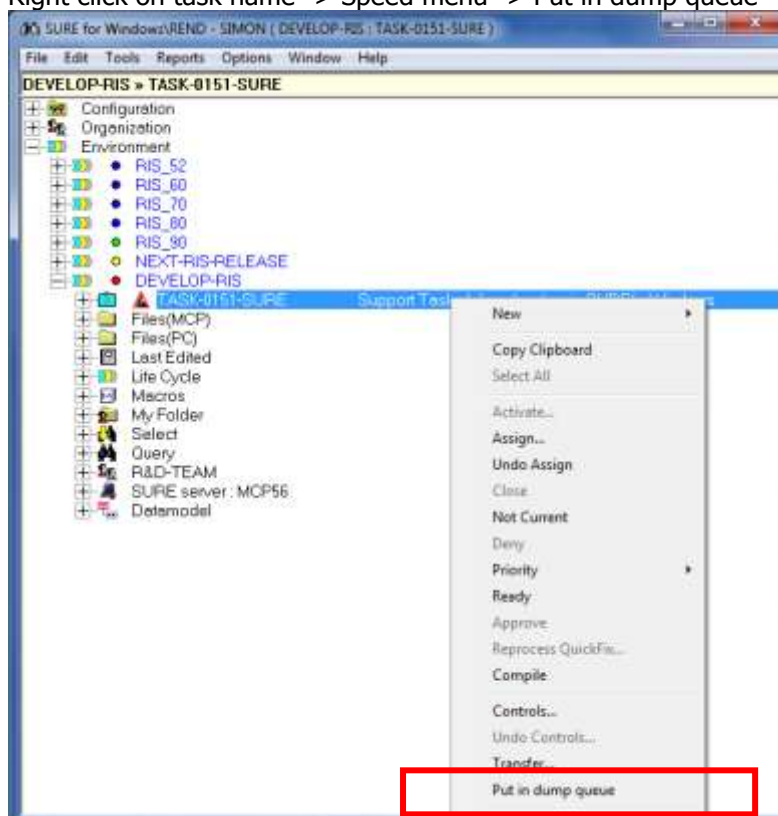 Right click on task name -> Speed menu -> Put in dump queue
SURE for Windows\REND - SIMON ( DEVELOP-RIS : TASK-0151-SURE )
File Edit Tools Reports Options Window Help
DEVELOP-RIS » TASK-0151-SURE
Configuration
Organization
Environment
RIS_52
RIS_60
RIS_70
RIS_80
RIS_90
NEXT-RIS-RELEASE
DEVELOP-RIS
TASK-0151-SURE Support Task
Files(MCP)
Files(PC)
Last Edited
Life Cycle
Macros
My Folder
Select
Query
R&D-TEAM
SURE server : MCP56
Datamodel
New
Copy Clipboard
Select All
Activate...
Assign...
Undo Assign
Close
Not Current
Deny
Priority
Ready
Approve
Reprocess QuickFix...
Compile
Controls...
Undo Controls...
Transfer...
Put in dump queue